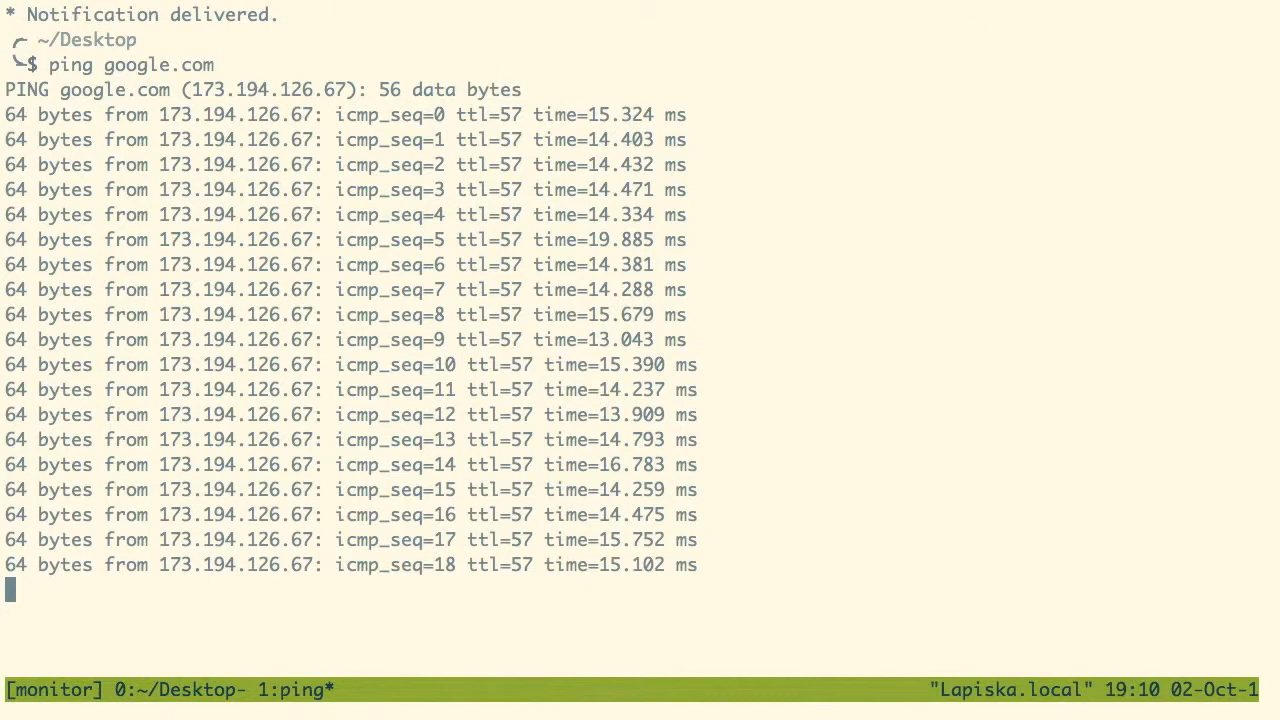 * Notification delivered.
╭─ ~/Desktop
╰─$ ping google.com
PING google.com (173.194.126.67): 56 data bytes
64 bytes from 173.194.126.67: icmp_seq=0 ttl=57 time=15.324 ms
64 bytes from 173.194.126.67: icmp_seq=1 ttl=57 time=14.403 ms
64 bytes from 173.194.126.67: icmp_seq=2 ttl=57 time=14.432 ms
64 bytes from 173.194.126.67: icmp_seq=3 ttl=57 time=14.471 ms
64 bytes from 173.194.126.67: icmp_seq=4 ttl=57 time=14.334 ms
64 bytes from 173.194.126.67: icmp_seq=5 ttl=57 time=19.885 ms
64 bytes from 173.194.126.67: icmp_seq=6 ttl=57 time=14.381 ms
64 bytes from 173.194.126.67: icmp_seq=7 ttl=57 time=14.288 ms
64 bytes from 173.194.126.67: icmp_seq=8 ttl=57 time=15.679 ms
64 bytes from 173.194.126.67: icmp_seq=9 ttl=57 time=13.043 ms
64 bytes from 173.194.126.67: icmp_seq=10 ttl=57 time=15.390 ms
64 bytes from 173.194.126.67: icmp_seq=11 ttl=57 time=14.237 ms
64 bytes from 173.194.126.67: icmp_seq=12 ttl=57 time=13.909 ms
64 bytes from 173.194.126.67: icmp_seq=13 ttl=57 time=14.793 ms
64 bytes from 173.194.126.67: icmp_seq=14 ttl=57 time=16.783 ms
64 bytes from 173.194.126.67: icmp_seq=15 ttl=57 time=14.259 ms
64 bytes from 173.194.126.67: icmp_seq=16 ttl=57 time=14.475 ms
64 bytes from 173.194.126.67: icmp_seq=17 ttl=57 time=15.752 ms
64 bytes from 173.194.126.67: icmp_seq=18 ttl=57 time=15.102 ms
[monitor] 0:~/Desktop- 1:ping* "Lapiska.local" 19:10 02-Oct-1